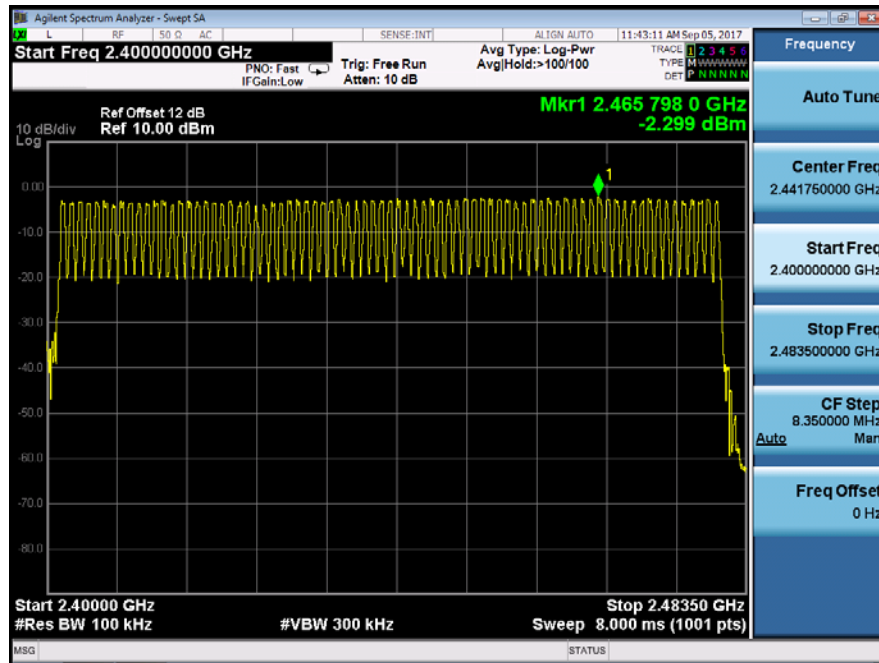 Agilent Spectrum Analyzer - Swept SA
LXI L RF 50 Ω AC SENSE:INT ALIGN AUTO 11:43:11 AM Sep 05, 2017
Start Freq 2.400000000 GHz
PNO: Fast
IFGain:Low
Trig: Free Run
Atten: 10 dB
Avg Type: Log-Pwr
Avg|Hold:>100/100
TRACE 1 2 3 4 5 6
TYPE M WWWWW
DET P N N N N N
Ref Offset 12 dB
10 dB/div Ref 10.00 dBm
Log
Mkr1 2.465 798 0 GHz
-2.299 dBm
1
0.00
-10.0
-20.0
-30.0
-40.0
-50.0
-60.0
-70.0
-80.0
Start 2.40000 GHz Stop 2.48350 GHz
#Res BW 100 kHz #VBW 300 kHz Sweep 8.000 ms (1001 pts)
MSG STATUS
Frequency
Auto Tune
Center Freq
2.441750000 GHz
Start Freq
2.400000000 GHz
Stop Freq
2.483500000 GHz
CF Step
8.350000 MHz
Auto Man
Freq Offset
0 Hz